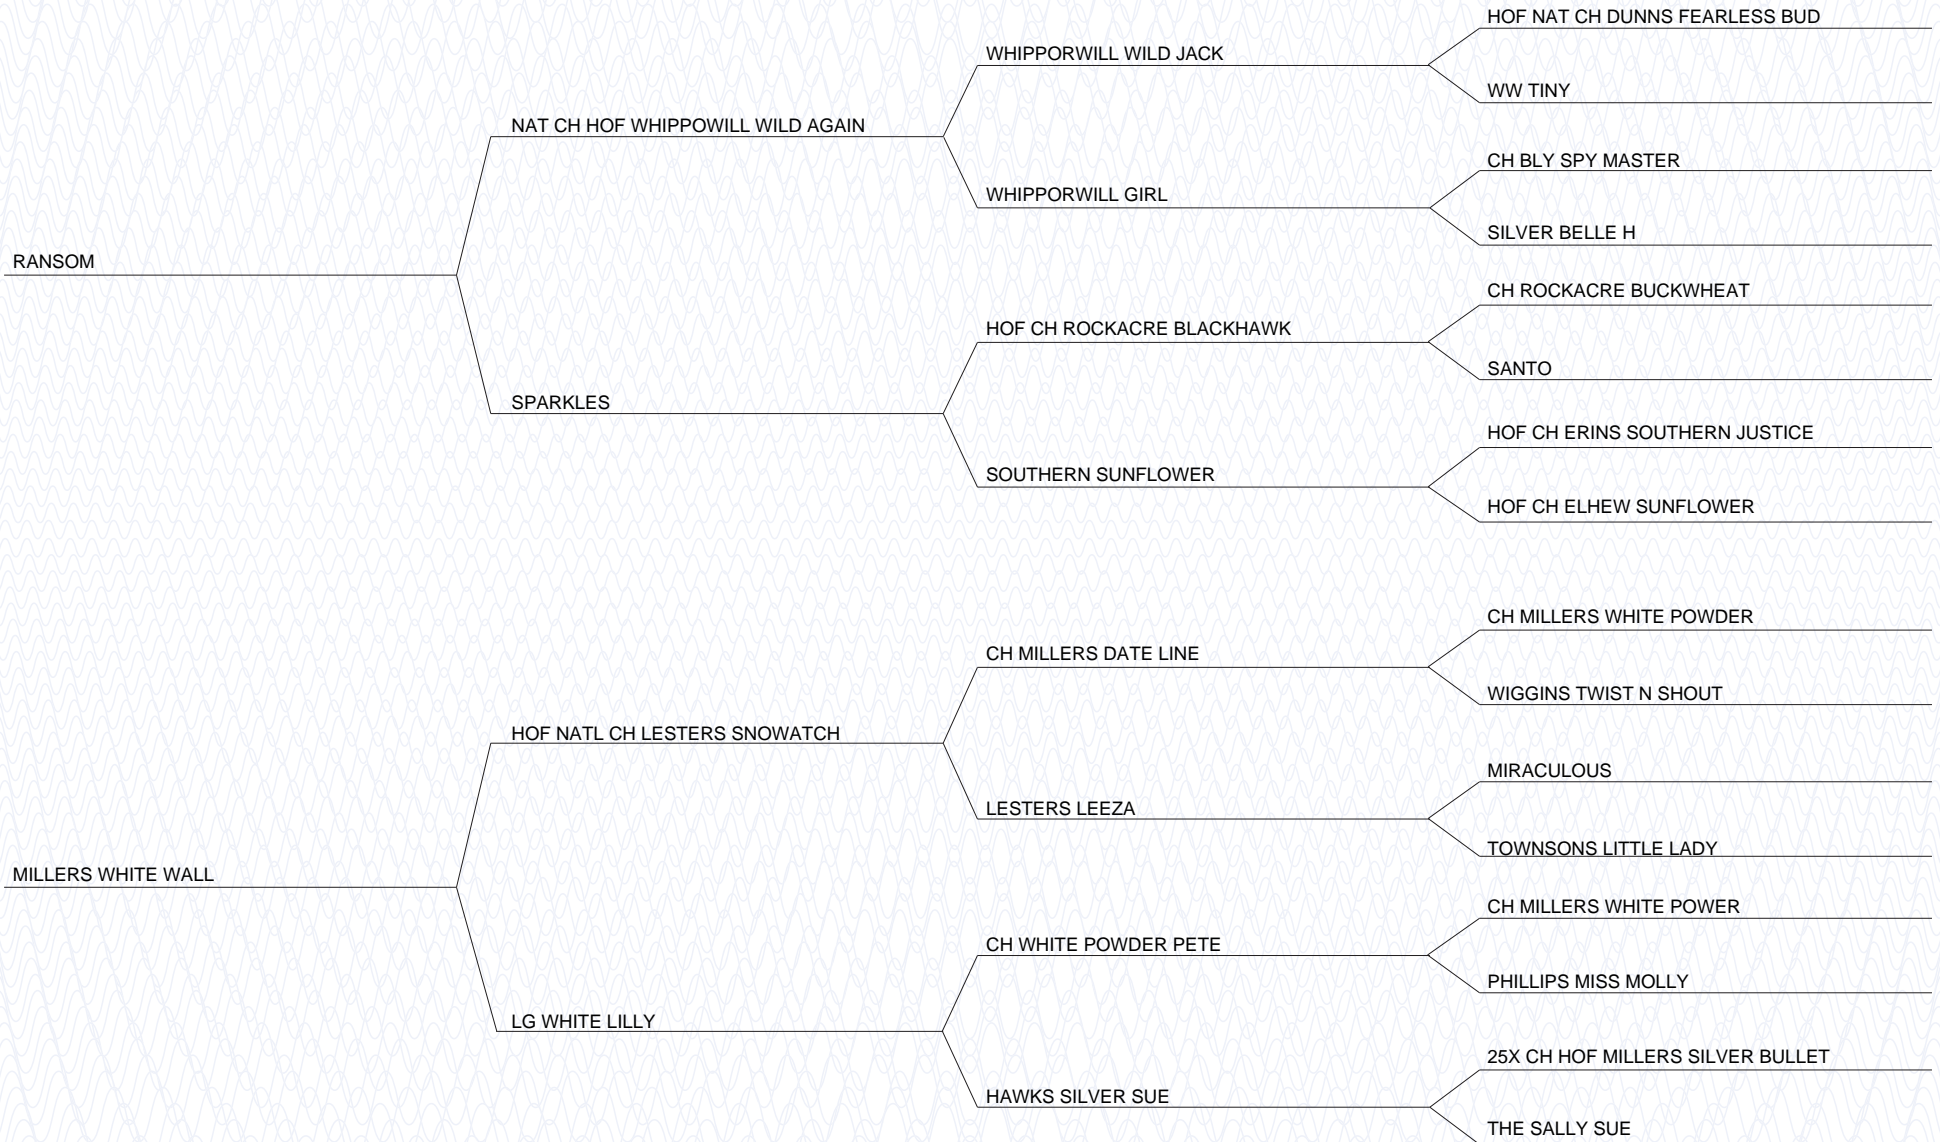 HOF NAT CH DUNNS FEARLESS BUD
WHIPPORWILL WILD JACK
WW TINY
NAT CH HOF WHIPPOWILL WILD AGAIN
CH BLY SPY MASTER
WHIPPORWILL GIRL
SILVER BELLE H
RANSOM
CH ROCKACRE BUCKWHEAT
HOF CH ROCKACRE BLACKHAWK
SANTO
SPARKLES
HOF CH ERINS SOUTHERN JUSTICE
SOUTHERN SUNFLOWER
HOF CH ELHEW SUNFLOWER
CH MILLERS WHITE POWDER
CH MILLERS DATE LINE
WIGGINS TWIST N SHOUT
HOF NATL CH LESTERS SNOWATCH
MIRACULOUS
LESTERS LEEZA
TOWNSONS LITTLE LADY
MILLERS WHITE WALL
CH MILLERS WHITE POWER
CH WHITE POWDER PETE
PHILLIPS MISS MOLLY
LG WHITE LILLY
25X CH HOF MILLERS SILVER BULLET
HAWKS SILVER SUE
THE SALLY SUE